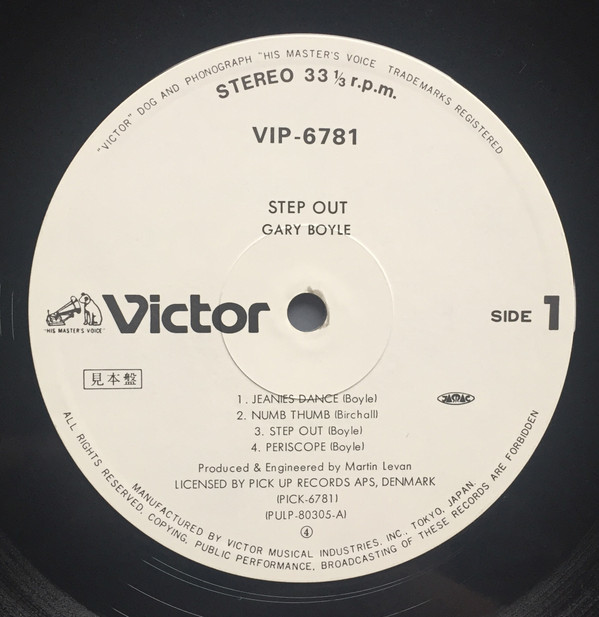 "VICTOR" DOG AND PHONOGRAPH "HIS MASTER'S VOICE TRADEMARKS REGISTERED
STEREO 33 1/3 r.p.m.
VIP-6781
STEP OUT
GARY BOYLE
"HIS MASTER'S VOICE"
Victor
SIDE 1
見本盤
1. JEANIES DANCE (Boyle)
2. NUMB THUMB (Birchall)
JASRAC
3. STEP OUT (Boyle)
4. PERISCOPE (Boyle)
Produced & Engineered by Martin Levan
LICENSED BY PICK UP RECORDS APS, DENMARK
(PICK-6781)
(PULP-80305-A)
④
MANUFACTURED BY VICTOR MUSICAL INDUSTRIES, INC., TOKYO, JAPAN.
ALL RIGHTS RESERVED, COPYING, PUBLIC PERFORMANCE, BROADCASTING OF THESE RECORDS ARE FORBIDDEN